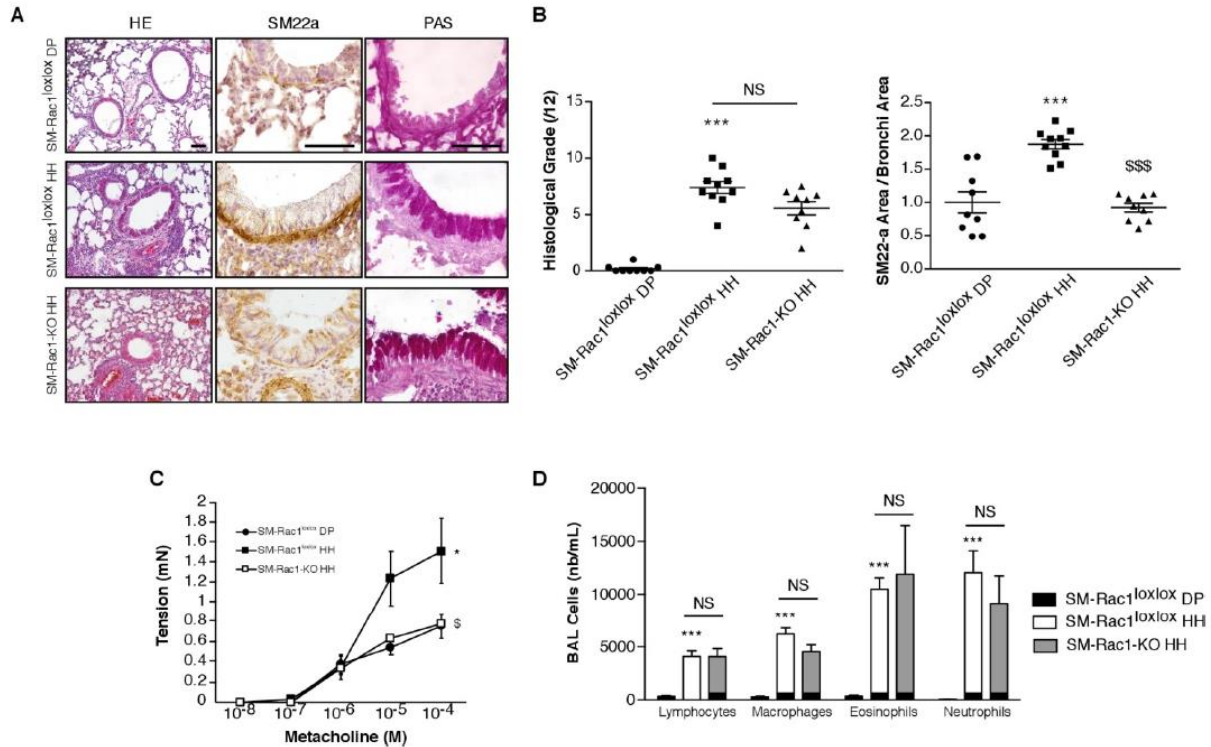 A
HE SM22a PAS
SM-Rac1loxlox DP
SM-Rac1loxlox HH
SM-Rac1-KO HH
B
Histological Grade (/12)
15
10
5
0
***
NS
SM-Rac1loxlox DP
SM-Rac1loxlox HH
SM-Rac1-KO HH
SM22-a Area / Bronchi Area
2.5
2.0
1.5
1.0
0.5
0.0
***
$$$
SM-Rac1loxlox DP
SM-Rac1loxlox HH
SM-Rac1-KO HH
C
Tension (mN)
2
1.8
1.6
1.4
1.2
1
0.8
0.6
0.4
0.2
0
SM-Rac1loxlox DP
SM-Rac1loxlox HH
SM-Rac1-KO HH
*
$
10-8 10-7 10-6 10-5 10-4
Metacholine (M)
D
BAL Cells (nb/mL)
20000
15000
10000
5000
0
*** NS
*** NS
*** NS
*** NS
Lymphocytes Macrophages Eosinophils Neutrophils
SM-Rac1loxlox DP
SM-Rac1loxlox HH
SM-Rac1-KO HH